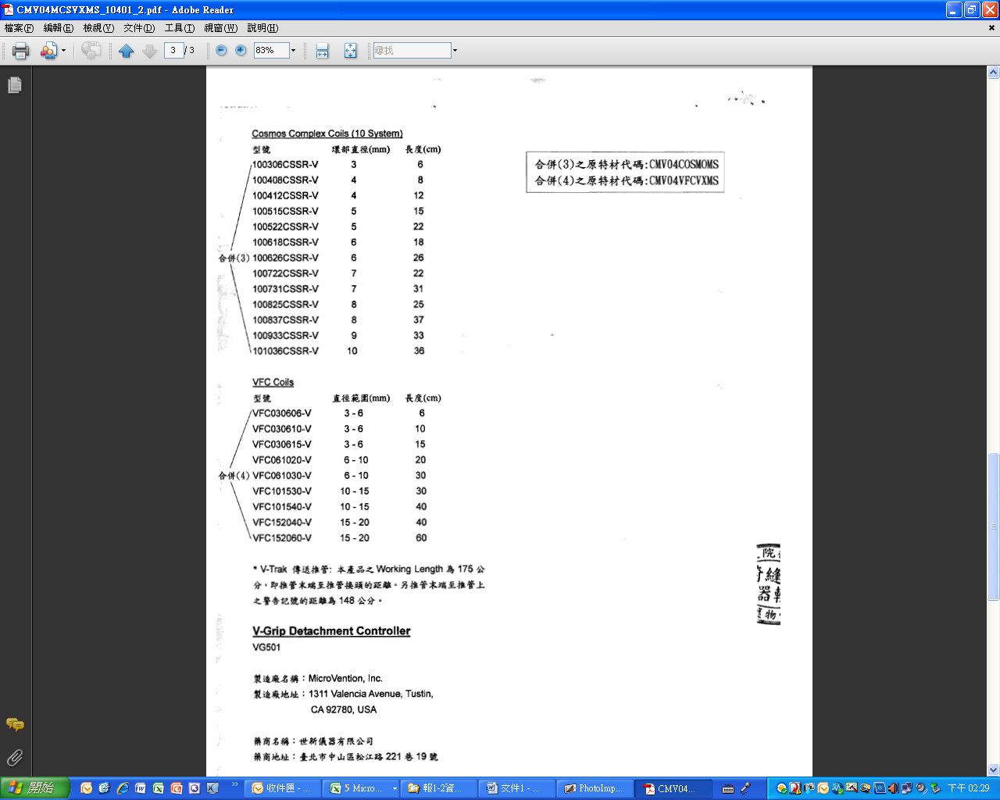 CMV04MCSVXMS_10401_2.pdf - Adobe Reader
檔案(F) 編輯(E) 檢視(V) 文件(D) 工具(T) 視窗(W) 說明(H)
3 / 3 83% 尋找
Cosmos Complex Coils (10 System)
型號 環部直徑(mm) 長度(cm)
100306CSSR-V 3 6
100408CSSR-V 4 8
100412CSSR-V 4 12
100515CSSR-V 5 15
100522CSSR-V 5 22
100618CSSR-V 6 18
合併(3) 100626CSSR-V 6 26
100722CSSR-V 7 22
100731CSSR-V 7 31
100825CSSR-V 8 25
100837CSSR-V 8 37
100933CSSR-V 9 33
101036CSSR-V 10 36
合併(3)之原特材代碼:CMV04COSMOMS
合併(4)之原特材代碼:CMV04VFCVXMS
VFC Coils
型號 直徑範圍(mm) 長度(cm)
VFC030606-V 3 - 6 6
VFC030610-V 3 - 6 10
VFC030615-V 3 - 6 15
VFC061020-V 6 - 10 20
合併(4) VFC061030-V 6 - 10 30
VFC101530-V 10 - 15 30
VFC101540-V 10 - 15 40
VFC152040-V 15 - 20 40
VFC152060-V 15 - 20 60
* V-Trak 傳送推管: 本產品之 Working Length 為 175 公
分，即推管末端至推管接頭的距離。另推管末端至推管上
之警告記號的距離為 148 公分。
V-Grip Detachment Controller
VG501
製造廠名稱：MicroVention, Inc.
製造廠地址：1311 Valencia Avenue, Tustin,
CA 92780, USA
藥商名稱：世新儀器有限公司
藥商地址：臺北市中山區松江路 221 巷 19 號
院
縫
器
物
開始 收件匣 - ... 5 Micro... 報1-2資... 文件1 - ... PhotoImp... CMV04... 下午 02:29